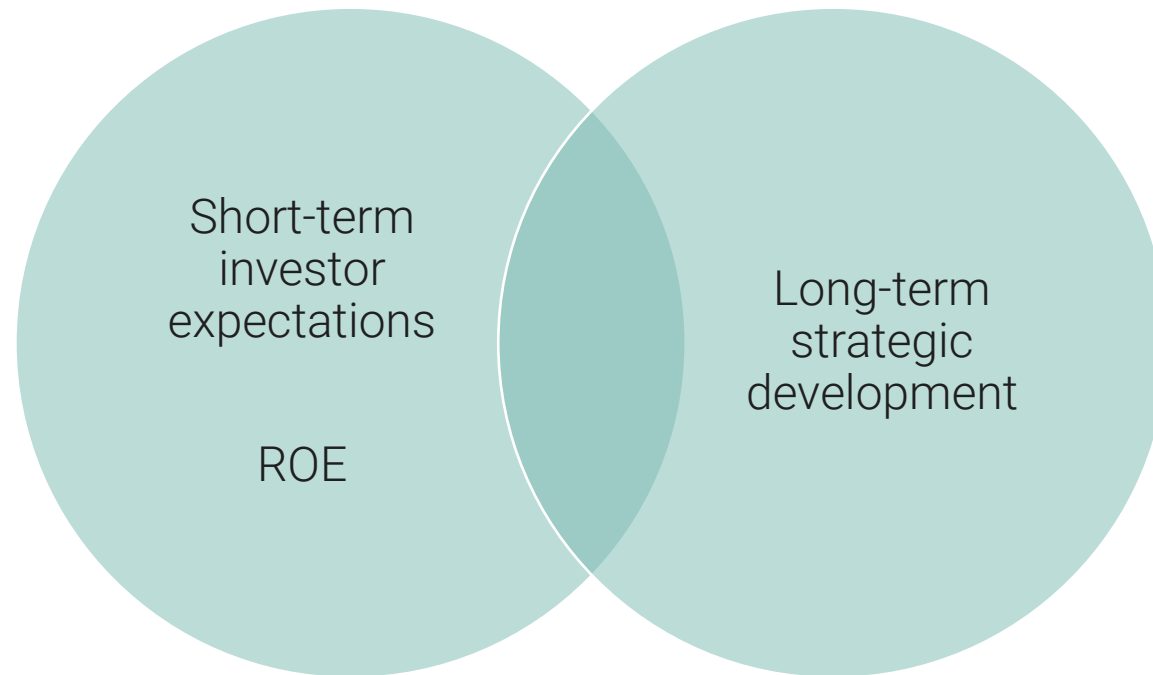 Short-term
investor
expectations
ROE
Long-term
strategic
development